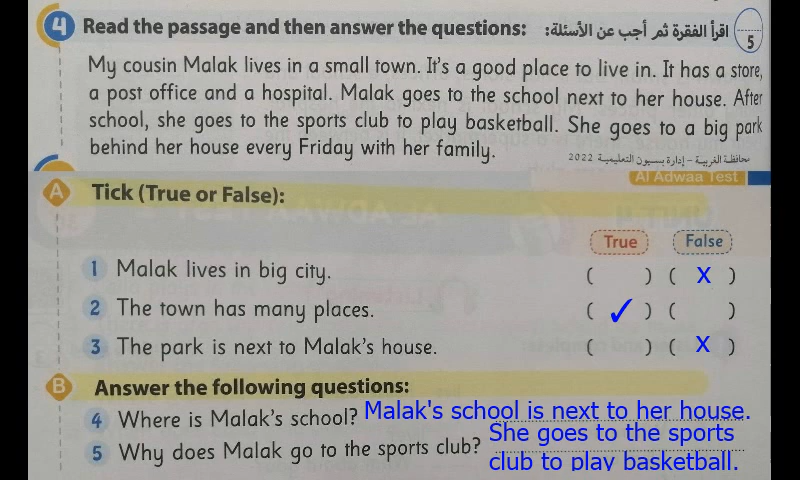 4 Read the passage and then answer the questions: اقرأ الفقرة ثم أجب عن الأسئلة: 5
My cousin Malak lives in a small town. It's a good place to live in. It has a store,
a post office and a hospital. Malak goes to the school next to her house. After
school, she goes to the sports club to play basketball. She goes to a big park
behind her house every Friday with her family.
محافظة الغربية – إدارة بسيون التعليمية 2022
Al Adwaa Test
A Tick (True or False):
True False
1 Malak lives in big city. ( ) ( x )
2 The town has many places. ( ✓ ) ( )
3 The park is next to Malak's house. ( ) ( x )
B Answer the following questions:
4 Where is Malak's school? Malak's school is next to her house.
5 Why does Malak go to the sports club? She goes to the sports
club to play basketball.